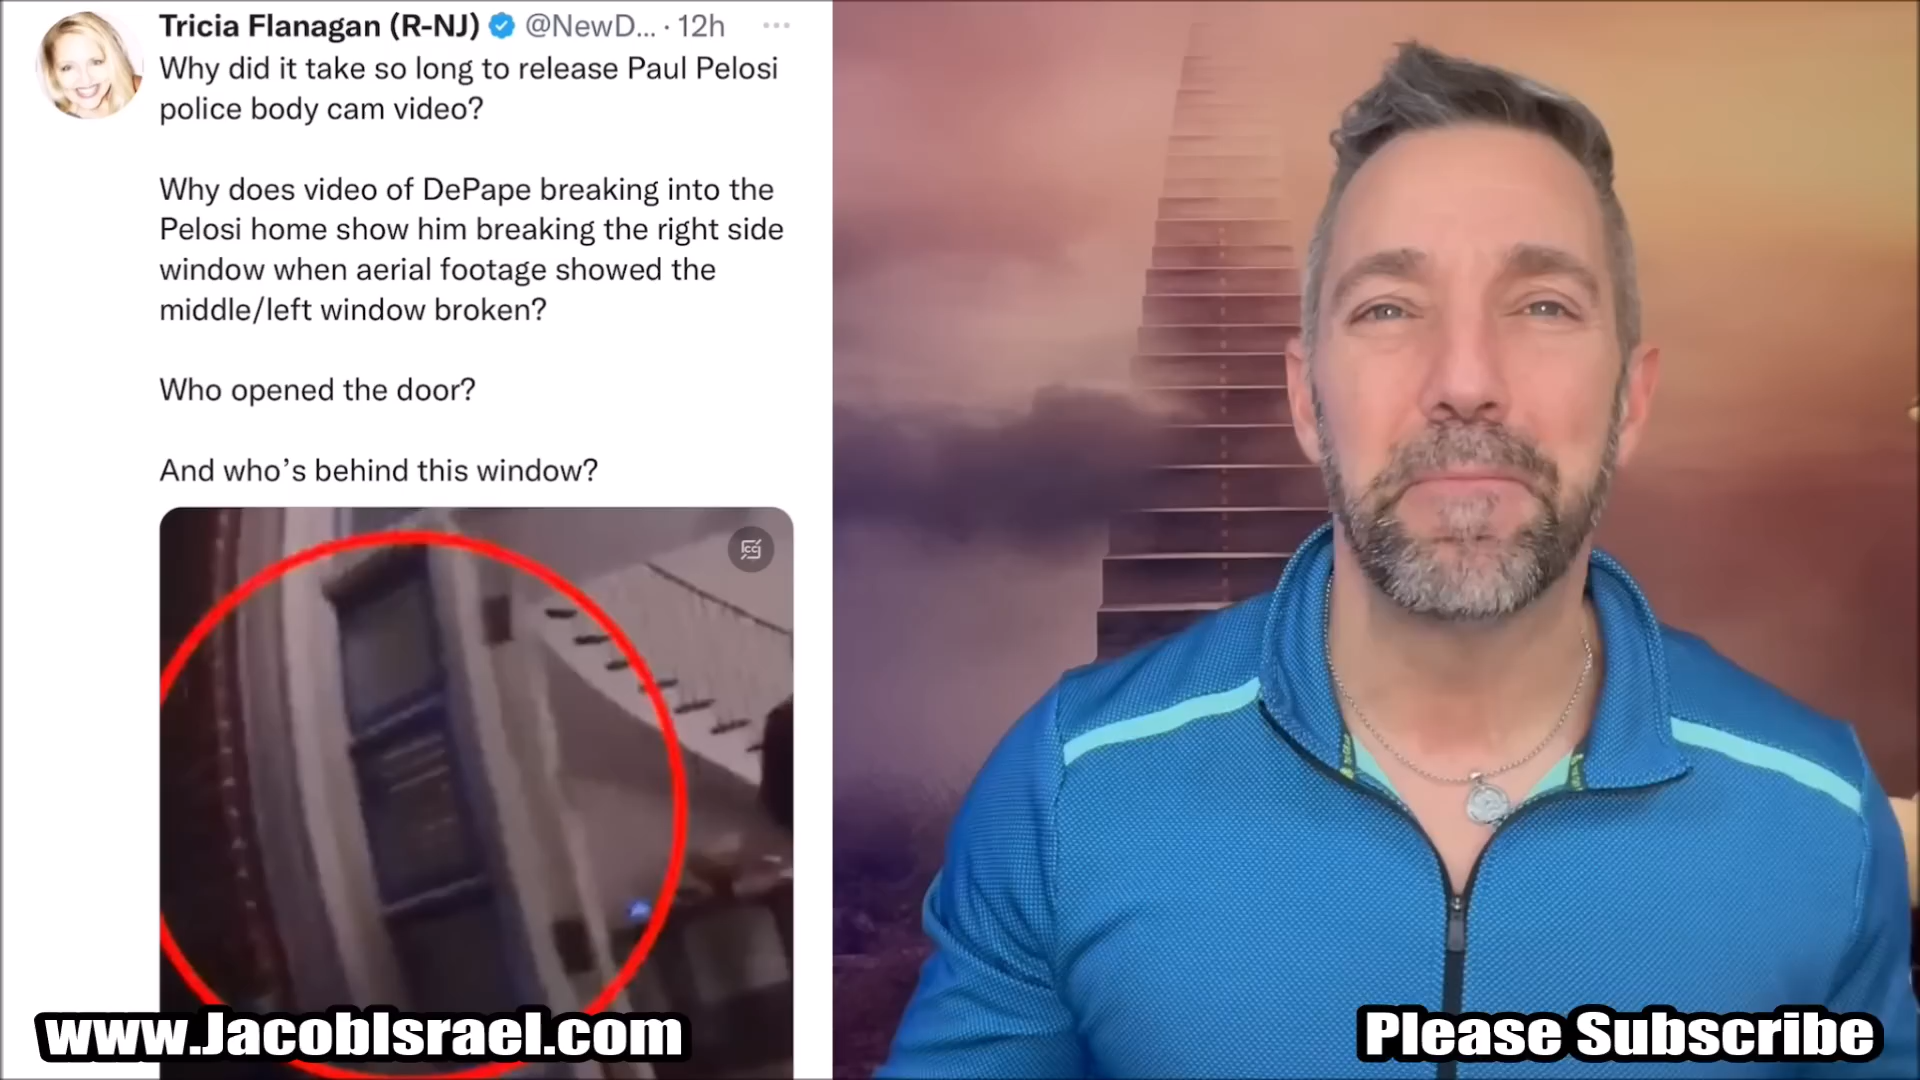 Tricia Flanagan (R-NJ) @NewD... · 12h
Why did it take so long to release Paul Pelosi
police body cam video?
Why does video of DePape breaking into the
Pelosi home show him breaking the right side
window when aerial footage showed the
middle/left window broken?
Who opened the door?
And who’s behind this window?
www.JacobIsrael.com
Please Subscribe